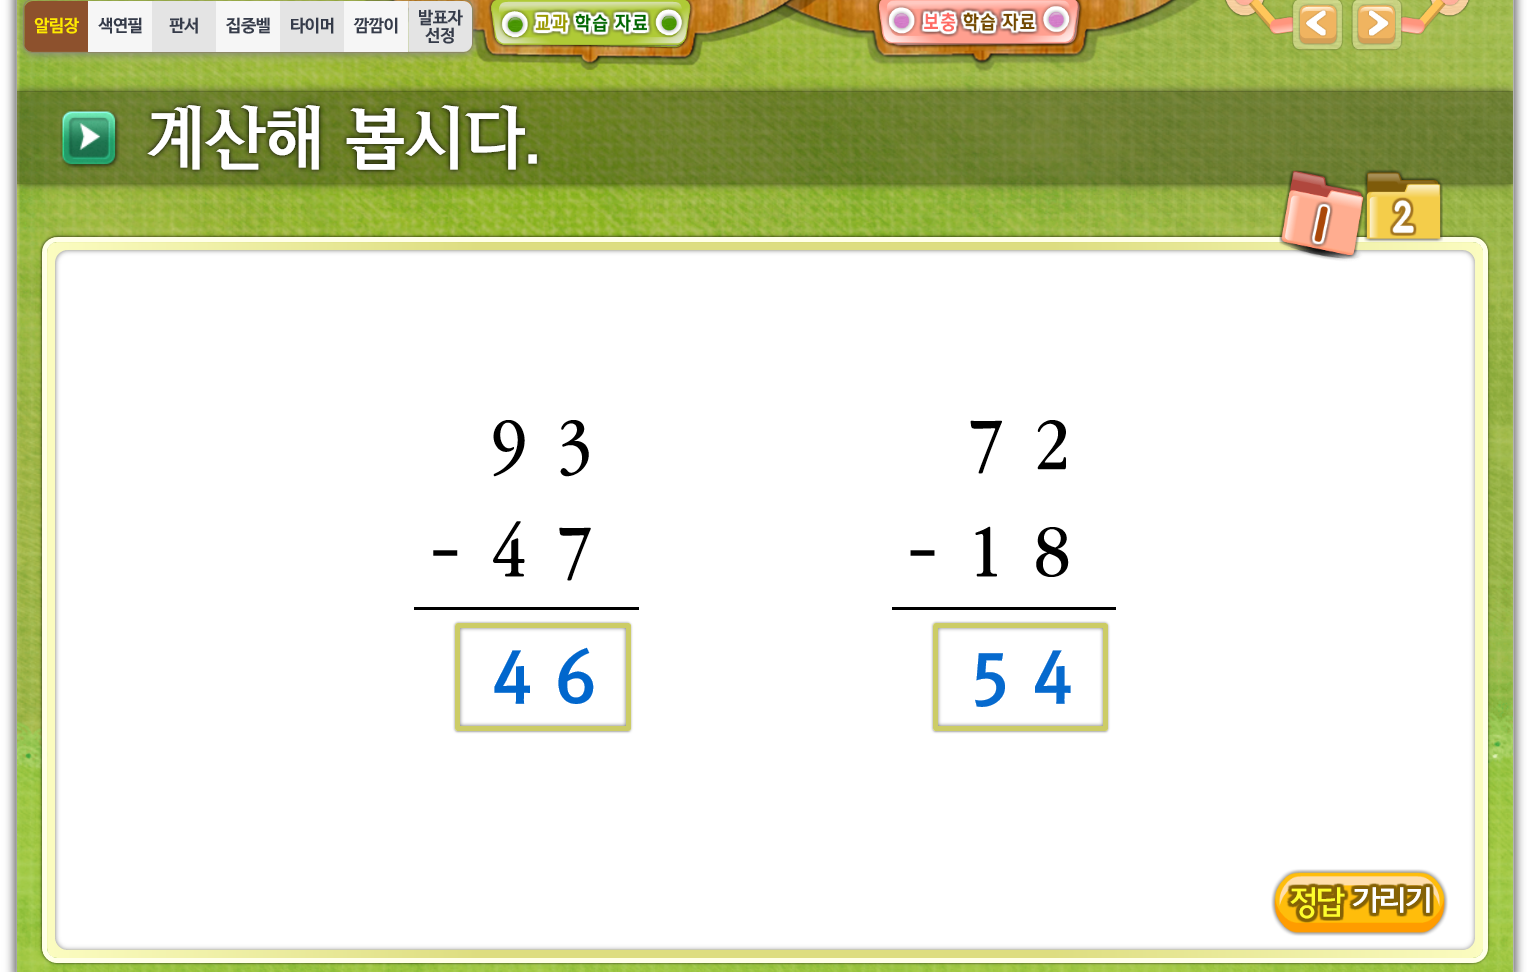 알림장 색연필 판서 집중벨 타이머 깜깜이 발표자 선정
교과 학습 자료
보충 학습 자료
계산해 봅시다.
1 2
9 3
- 4 7
4 6
7 2
- 1 8
5 4
정답 가리기